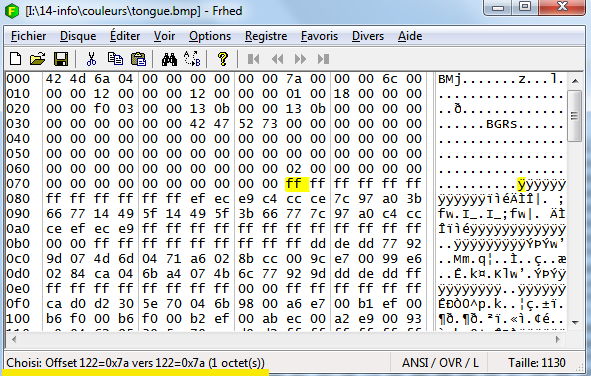 [I:\14-info\couleurs\tongue.bmp] - Frhed
Fichier Disque Éditer Voir Options Registre Favoris Divers Aide
000 42 4d 6a 04 00 00 00 00 00 00 7a 00 00 00 6c 00 BMj.......z...l.
010 00 00 12 00 00 00 12 00 00 00 01 00 18 00 00 00 ................
020 00 00 f0 03 00 00 13 0b 00 00 13 0b 00 00 00 00 ..ð.............
030 00 00 00 00 00 00 42 47 52 73 00 00 00 00 00 00 ......BGRs......
040 00 00 00 00 00 00 00 00 00 00 00 00 00 00 00 00 ................
050 00 00 00 00 00 00 00 00 00 00 00 00 00 00 00 00 ................
060 00 00 00 00 00 00 00 00 00 00 00 00 00 00 00 00 ................
070 00 00 00 00 00 00 00 00 00 00 ff ff ff ff ff ff ..........ÿÿÿÿÿÿ
080 ff ff ff ff ff ff ef ec e9 c4 cc ce 7c 97 a0 3b ÿÿÿÿÿÿïìéÄÌÎ|. ;
090 66 77 14 49 5f 14 49 5f 3b 66 77 7c 97 a0 c4 cc fw.I_.I_;fw|. ÄÌ
0a0 ce ef ec e9 ff ff ff ff ff ff ff ff ff ff ff ff Îïìéÿÿÿÿÿÿÿÿÿÿÿÿ
0b0 00 00 ff ff ff ff ff ff ff ff ff dd de dd 77 92 ..ÿÿÿÿÿÿÿÿÿÝÞÝw’
0c0 9d 07 4d 6d 04 71 a6 02 8b cc 00 9c e7 00 99 e6 ..Mm.q¦..Ì..ç..æ
0d0 02 84 ca 04 6b a4 07 4b 6c 77 92 9d dd de dd ff ..Ê.k¤.Klw’.ÝÞÝÿ
0e0 ff ff ff ff ff ff ff ff 00 00 ff ff ff ff ff ff ÿÿÿÿÿÿÿÿ..ÿÿÿÿÿÿ
0f0 ca d0 d2 30 5e 70 04 6b 98 00 a6 e7 00 b1 ef 00 ÊÐÒ0^p.k..¦ç.±ï.
100 b6 f0 00 b6 f0 00 b2 ef 00 ab ec 00 a2 e9 00 93 ¶ð.¶ð.²ï.«ì.¢é..
Choisi: Offset 122=0x7a vers 122=0x7a (1 octet(s)) ANSI / OVR / L Taille: 1130